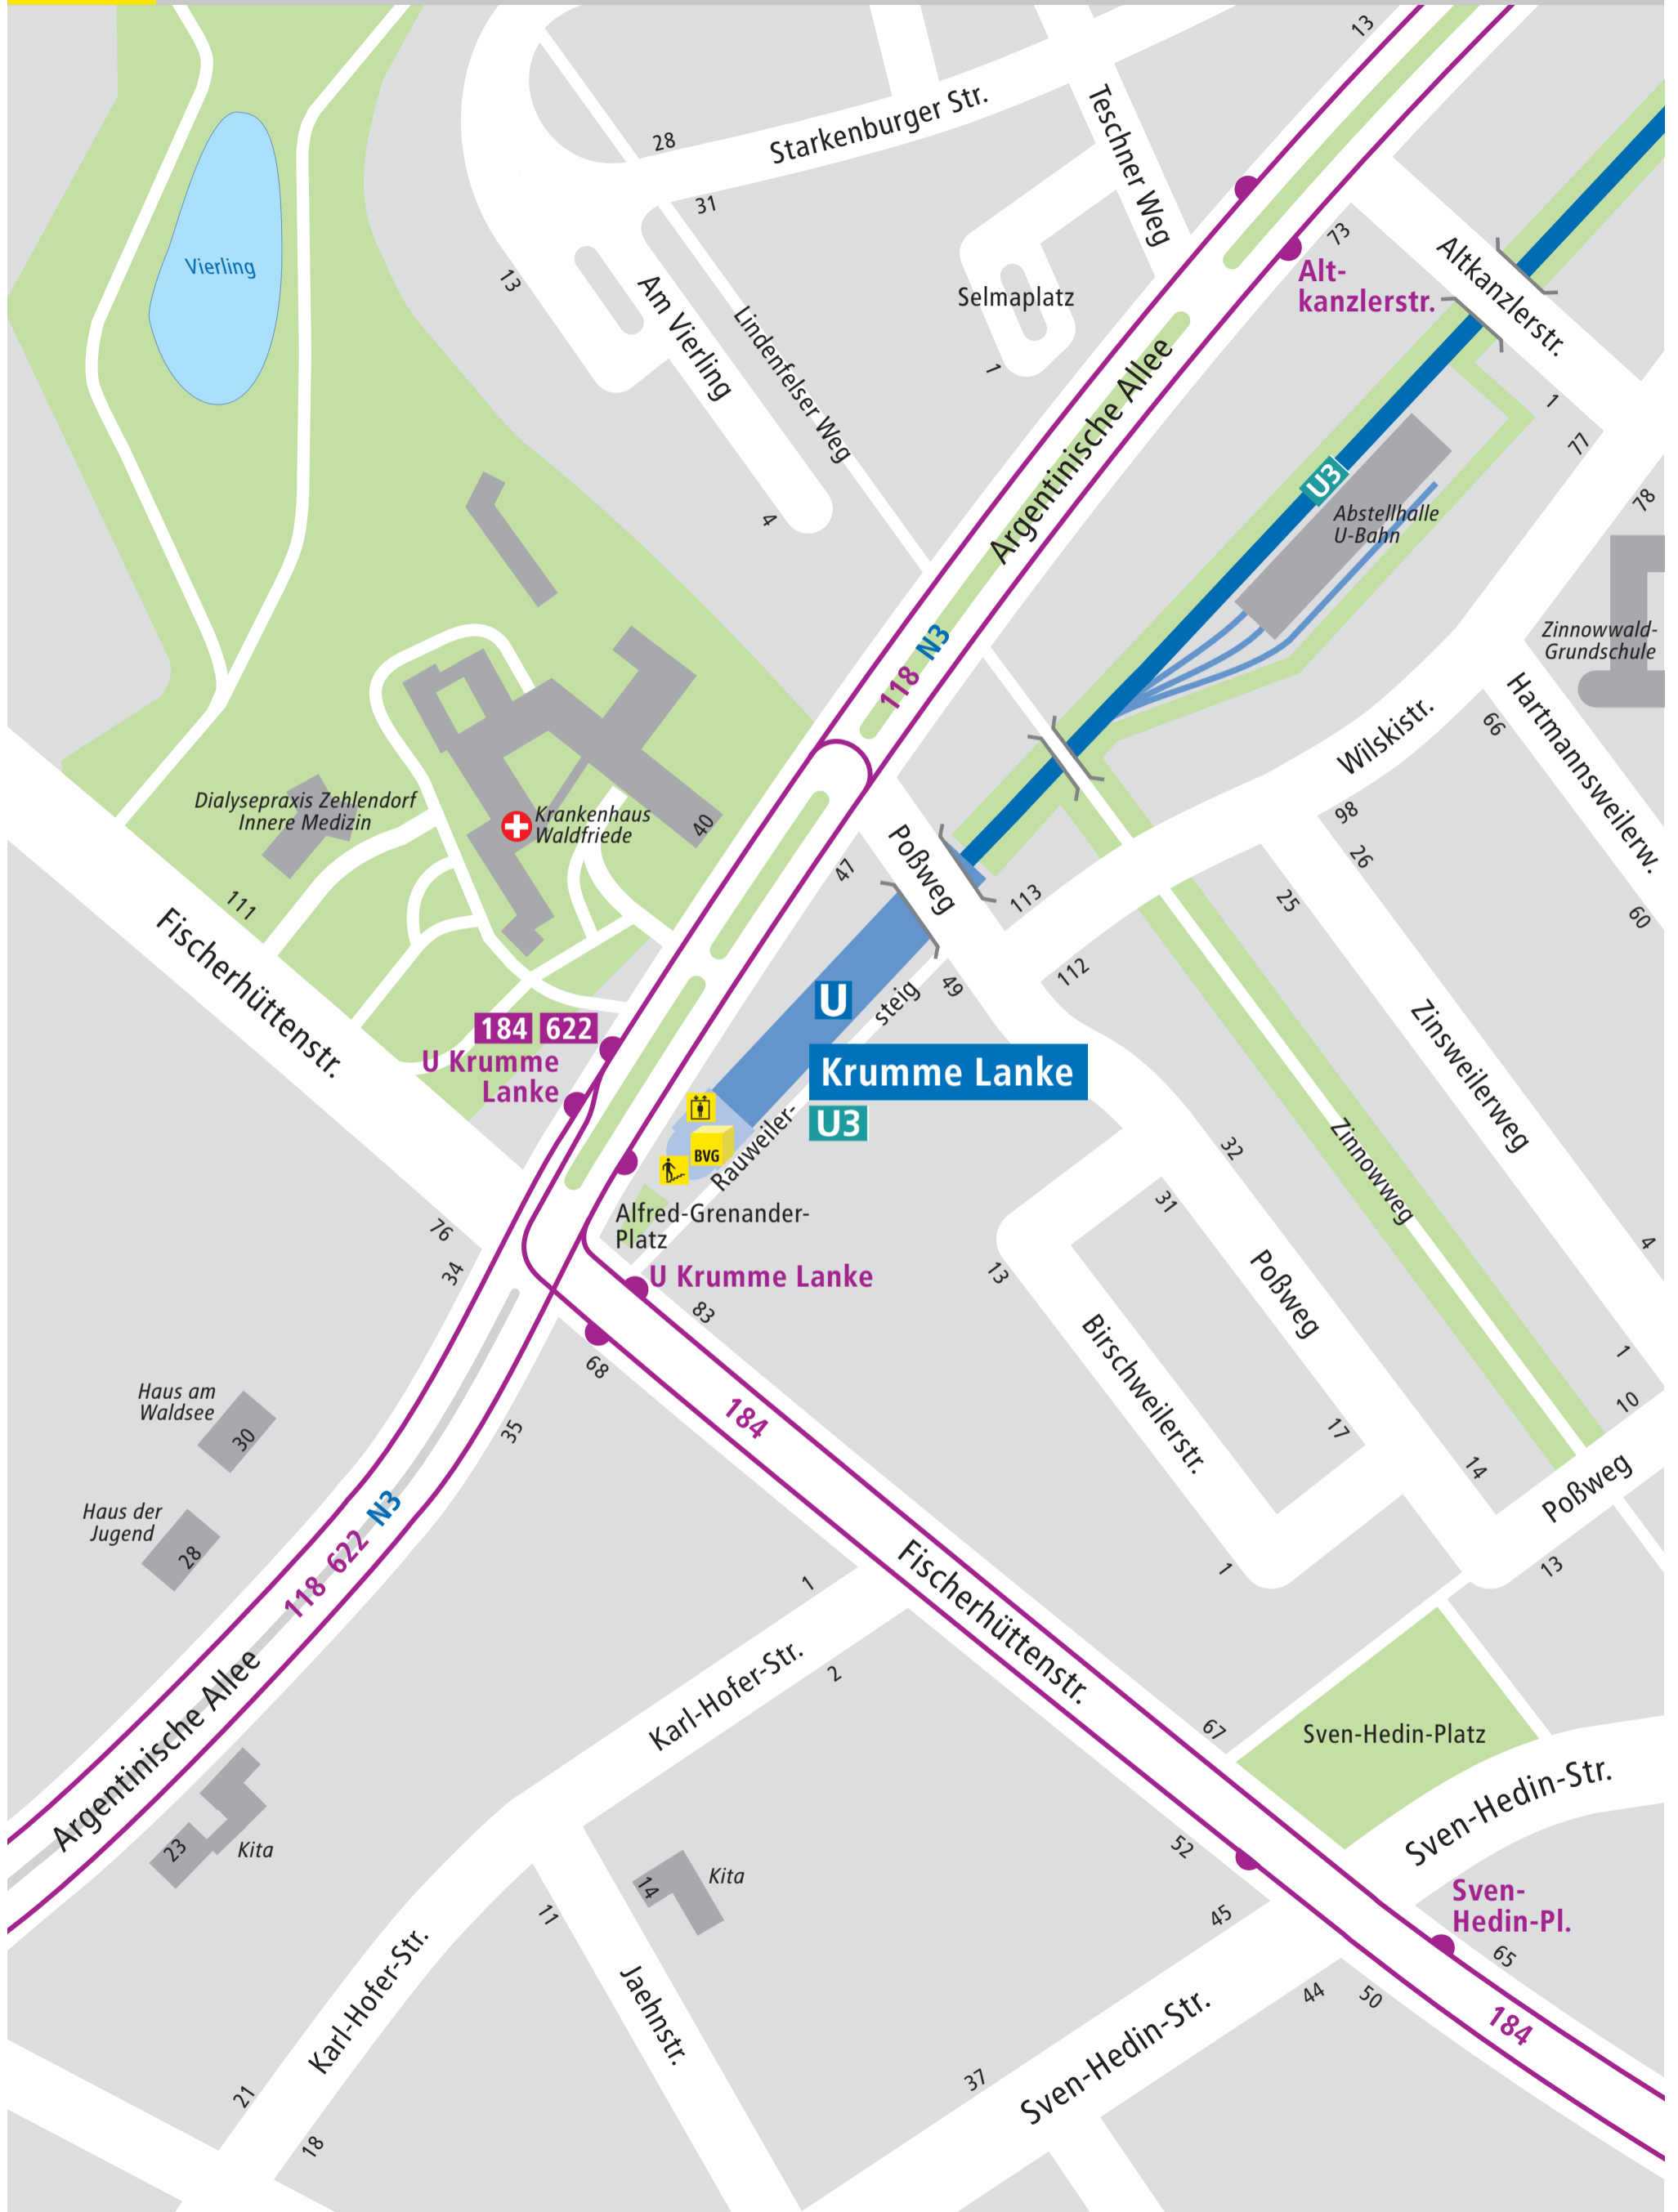 13
28
Starkenburger Str.
Teschner Weg
31
73
Altkanzlerstr.
Vierling
13
Am Vierling
Lindenfelser Weg
Selmaplatz
Alt-
kanzlerstr.
1
Argentinische Allee
1
77
U3
78
4
Abstellhalle
U-Bahn
118 N3
Zinnowwald-
Grundschule
Hartmannsweilerw.
66
Wilskistr.
Dialysepraxis Zehlendorf
Innere Medizin
Krankenhaus
Waldfriede
40
98
26
47
Poßweg
113
111
25
60
Fischerhüttenstr.
112
49
U
steig
184 622
U Krumme
Lanke
Krumme Lanke
U3
Zinsweilerweg
BVG
Rauweiler-
32
Zinnowweg
31
Alfred-Grenander-
Platz
76
34
4
U Krumme Lanke
13
Poßweg
83
68
1
Birschweilerstr.
Haus am
Waldsee
30
184
35
17
10
14
Poßweg
Haus der
Jugend
28
118 622 N3
1
Fischerhüttenstr.
1
13
Karl-Hofer-Str.
2
67
Sven-Hedin-Platz
Argentinische Allee
Sven-Hedin-Str.
23
Kita
52
14
Kita
Sven-
Hedin-Pl.
11
45
65
Karl-Hofer-Str.
Jaehnstr.
44
50
184
37
Sven-Hedin-Str.
21
18